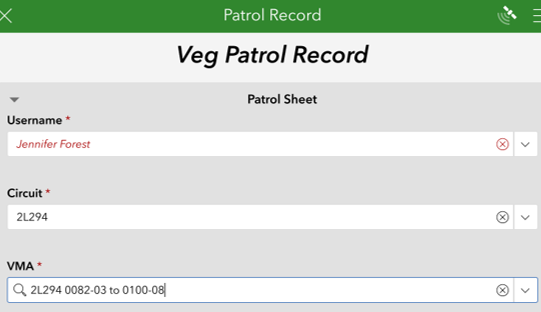 Patrol Record
Veg Patrol Record
Patrol Sheet
Username *
Jennifer Forest
Circuit *
2L294
VMA *
2L294 0082-03 to 0100-08